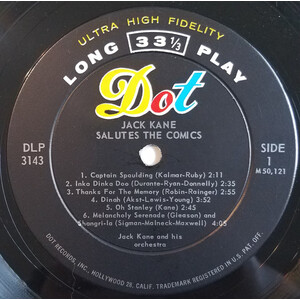 ULTRA HIGH FIDELITY
LONG 33 1/3 PLAY
Dot
JACK KANE
SALUTES THE COMICS
DLP
3143
SIDE
1
M 50,121
1. Captain Spaulding (Kalmar-Ruby) 2:11
2. Inka Dinka Doo (Durante-Ryan-Donnelly) 2:35
3. Thanks For The Memory (Robin-Rainger) 2:35
4. Dinah (Akst-Lewis-Young) 3:52
5. Oh Stanley (Kane) 2:45
6. Melancholy Serenade (Gleason) and
Shangri-la (Sigman-Malneck-Maxwell) 4:05
Jack Kane and his
orchestra
DOT RECORDS, INC., HOLLYWOOD 28, CALIF. TRADEMARK REGISTERED IN U.S. PAT. OFF.